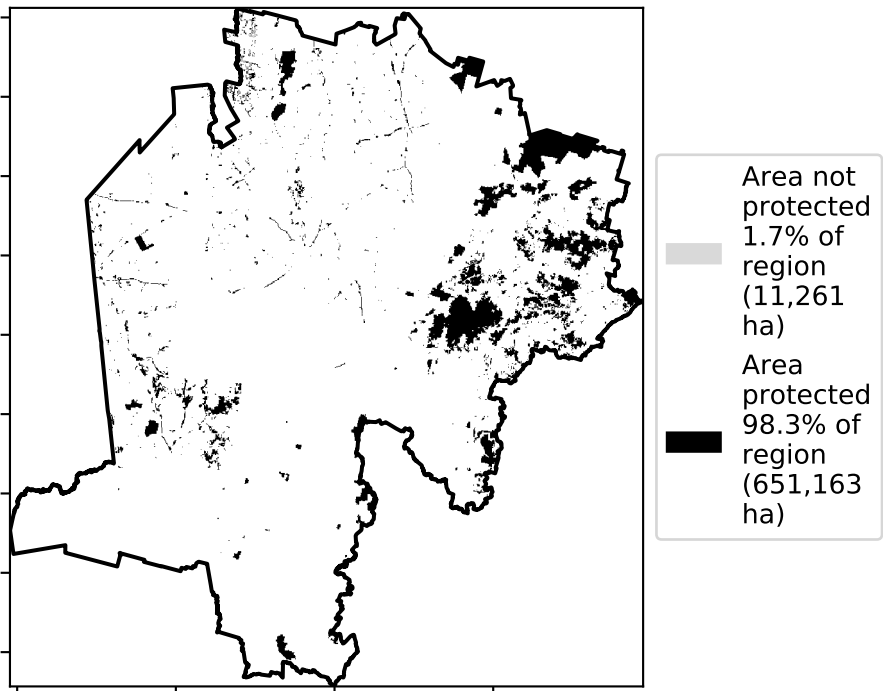 Area not
protected
1.7% of
region
(11,261
ha)
Area
protected
98.3% of
region
(651,163
ha)